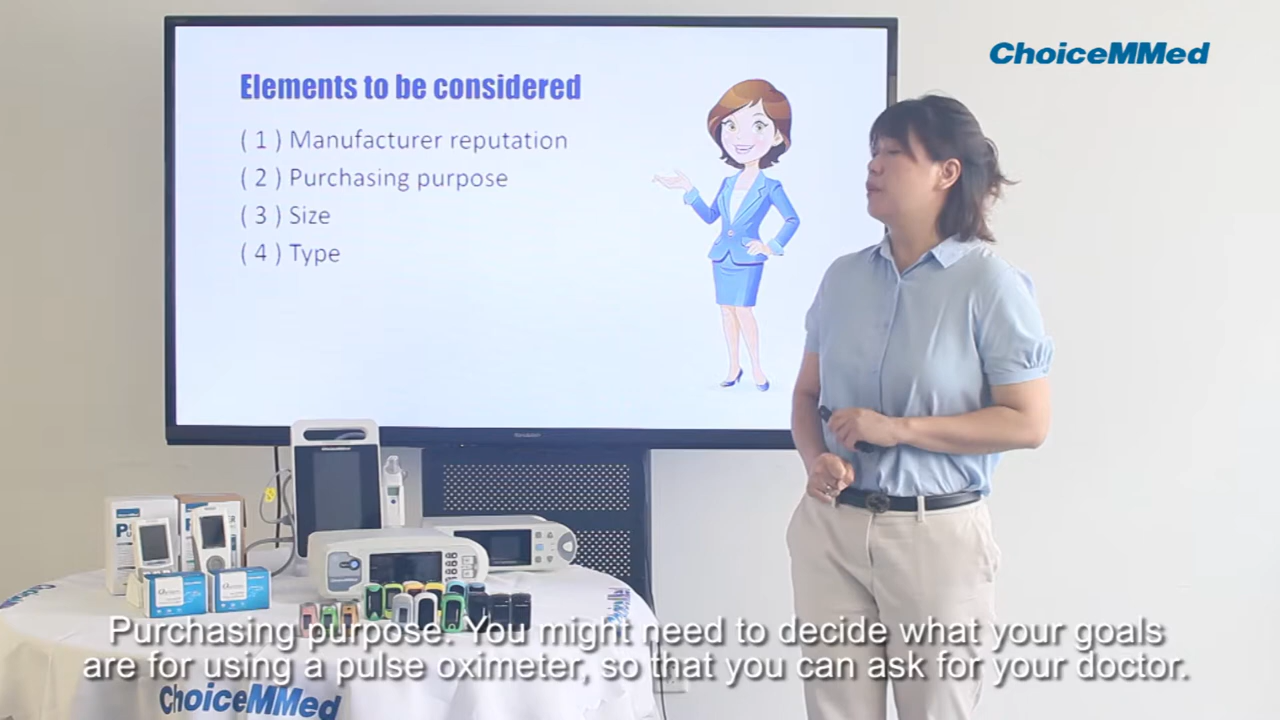 ChoiceMMed
Elements to be considered
( 1 ) Manufacturer reputation
( 2 ) Purchasing purpose
( 3 ) Size
( 4 ) Type
ChoiceMMed
Purchasing purpose. You might need to decide what your goals
are for using a pulse oximeter, so that you can ask for your doctor.
ChoiceMMed